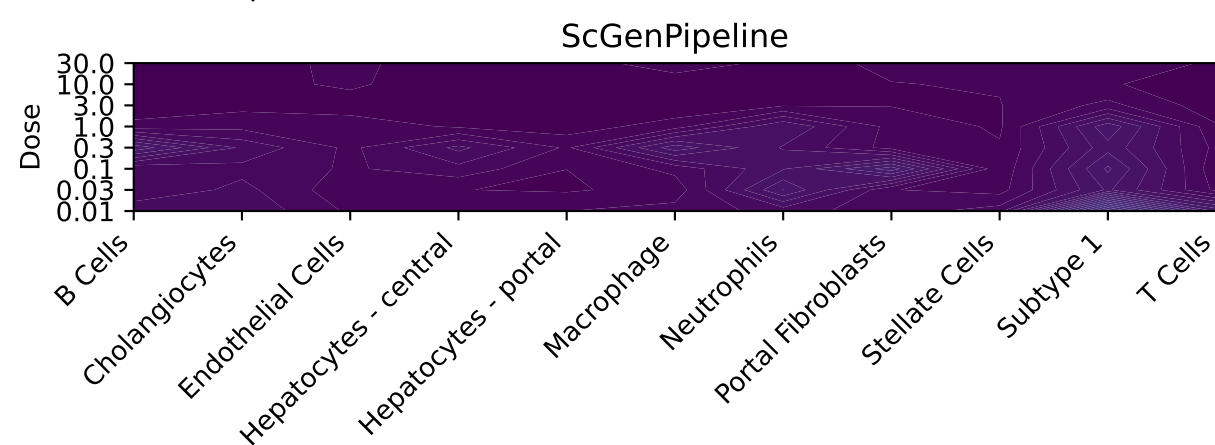 ScGenPipeline
30.0
10.0
3.0
1.0
0.3
0.1
0.03
0.01
Dose
B Cells
Cholangiocytes
Endothelial Cells
Hepatocytes - central
Hepatocytes - portal
Macrophage
Neutrophils
Portal Fibroblasts
Stellate Cells
Subtype 1
T Cells